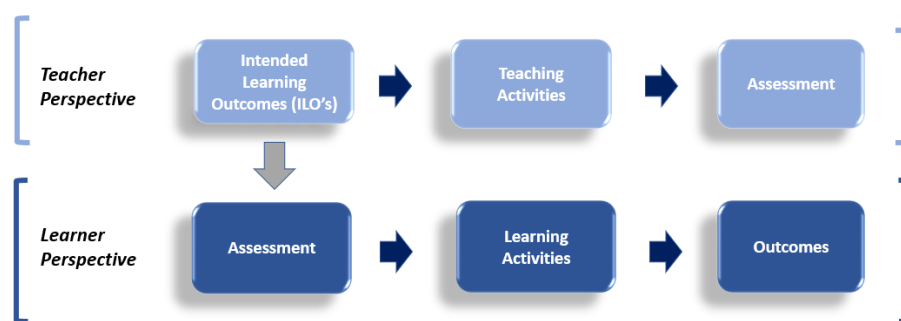 Teacher
Perspective
Intended
Learning
Outcomes (ILO's)
Teaching
Activities
Assessment
Learner
Perspective
Assessment
Learning
Activities
Outcomes